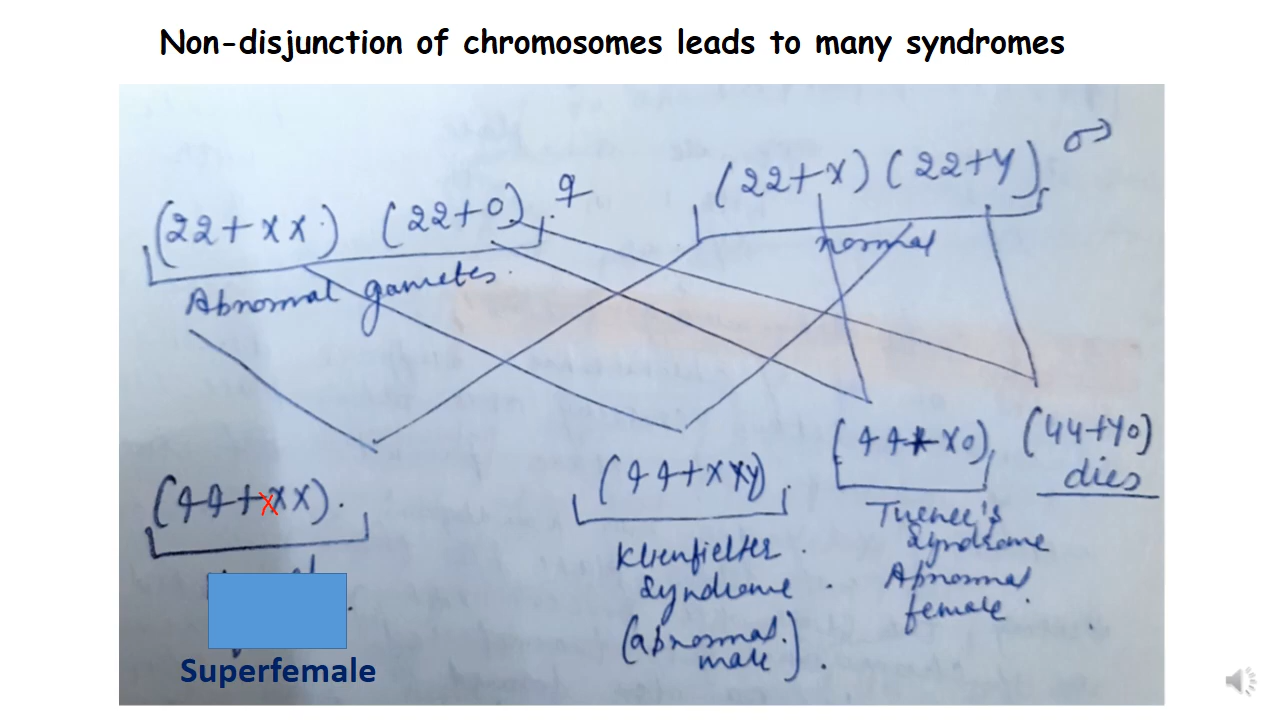 Non-disjunction of chromosomes leads to many syndromes
(22+xx) (22+0) ♀
(22+x) (22+y) ♂
Abnormal gametes.
normal
(44+xxx).
(44+xxy).
(44+x0),
(44+y0)
dies
Superfemale
Klienfielter
Syndrome
(abnormal.
male).
Turner's
Syndrome
Abnormal
female.